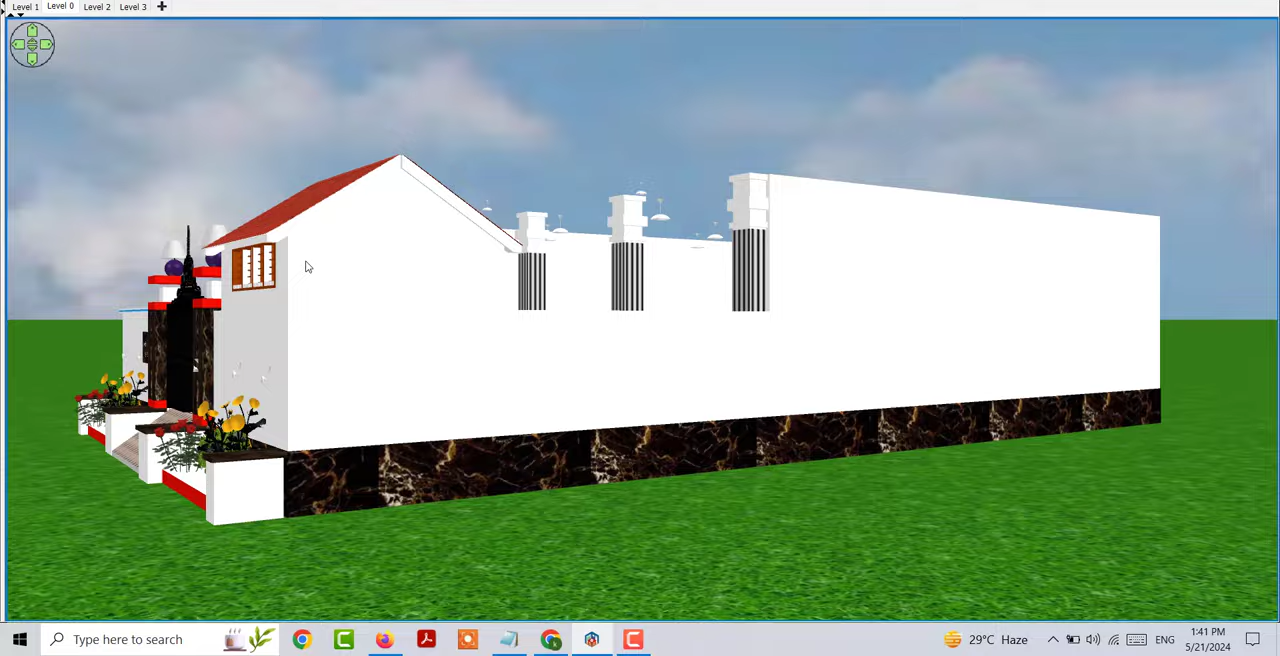 Level 1 Level 0 Level 2 Level 3
Type here to search
29°C Haze
ENG
1:41 PM
5/21/2024